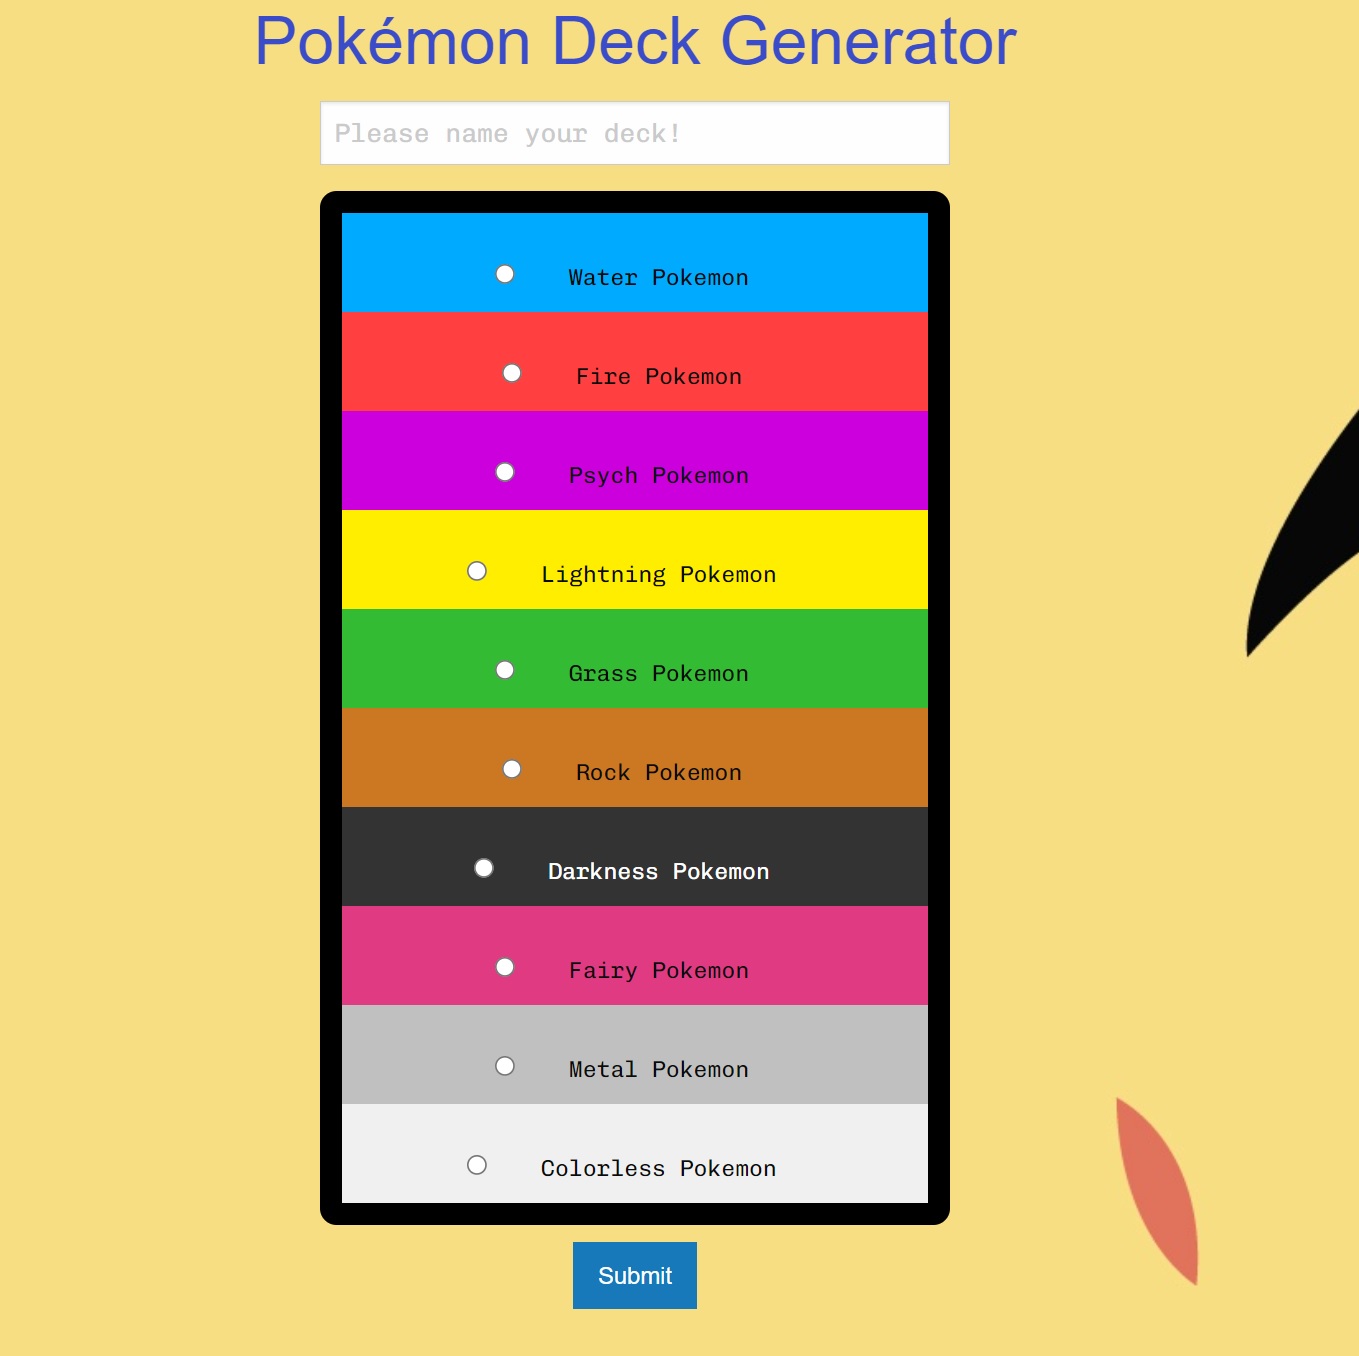 Pokémon Deck Generator
Please name your deck!
Water Pokemon
Fire Pokemon
Psych Pokemon
Lightning Pokemon
Grass Pokemon
Rock Pokemon
Darkness Pokemon
Fairy Pokemon
Metal Pokemon
Colorless Pokemon
Submit